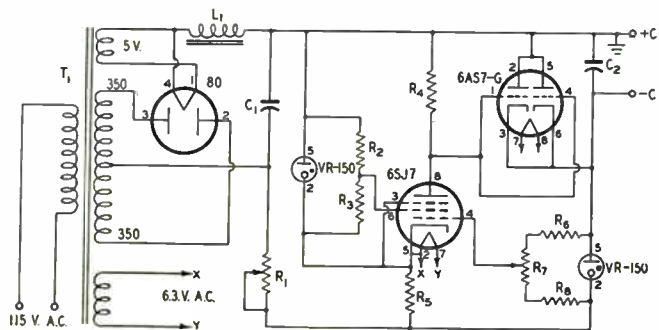 L₁
5 V.
4
1
80
350
3
2
T₁
C₁
350
115 V. A.C.
6.3.V. A.C.
X
Y
R₁
5
VR-150
2
R₂
R₃
R₄
6SJ7
8
3
6
4
5
2
7
X
Y
R₅
6AS7-G
2
5
1
4
3
7
8
6
C₂
+C
-C
R₆
R₇
R₈
5
VR-150
2